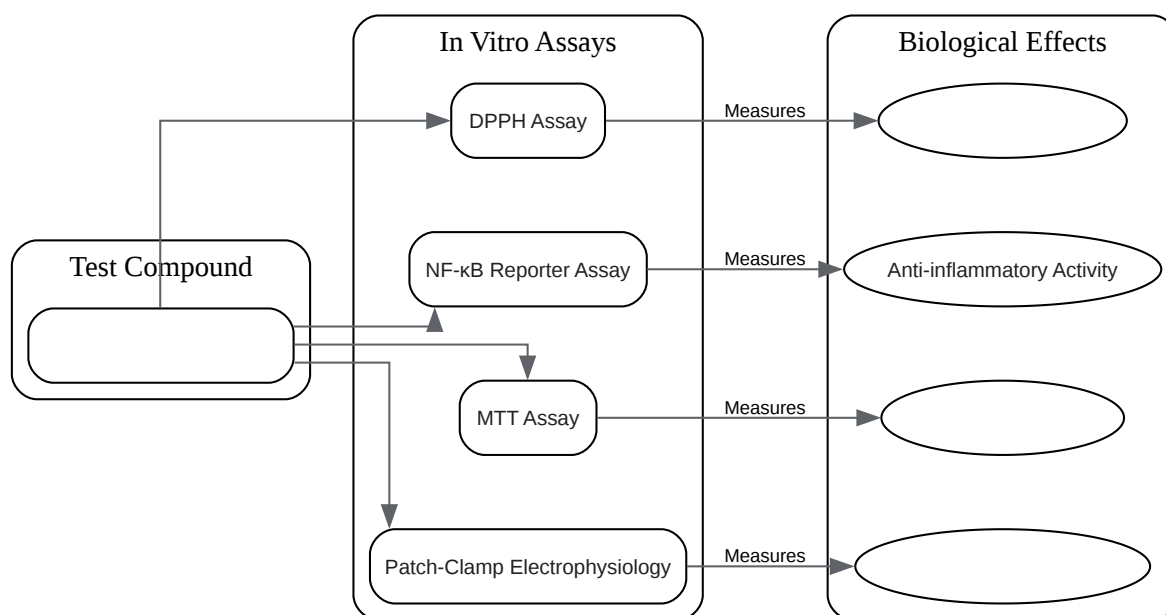 In Vitro Assays
Biological Effects
DPPH Assay
Measures
Test Compound
NF-κB Reporter Assay
Measures
Anti-inflammatory Activity
MTT Assay
Measures
Patch-Clamp Electrophysiology
Measures